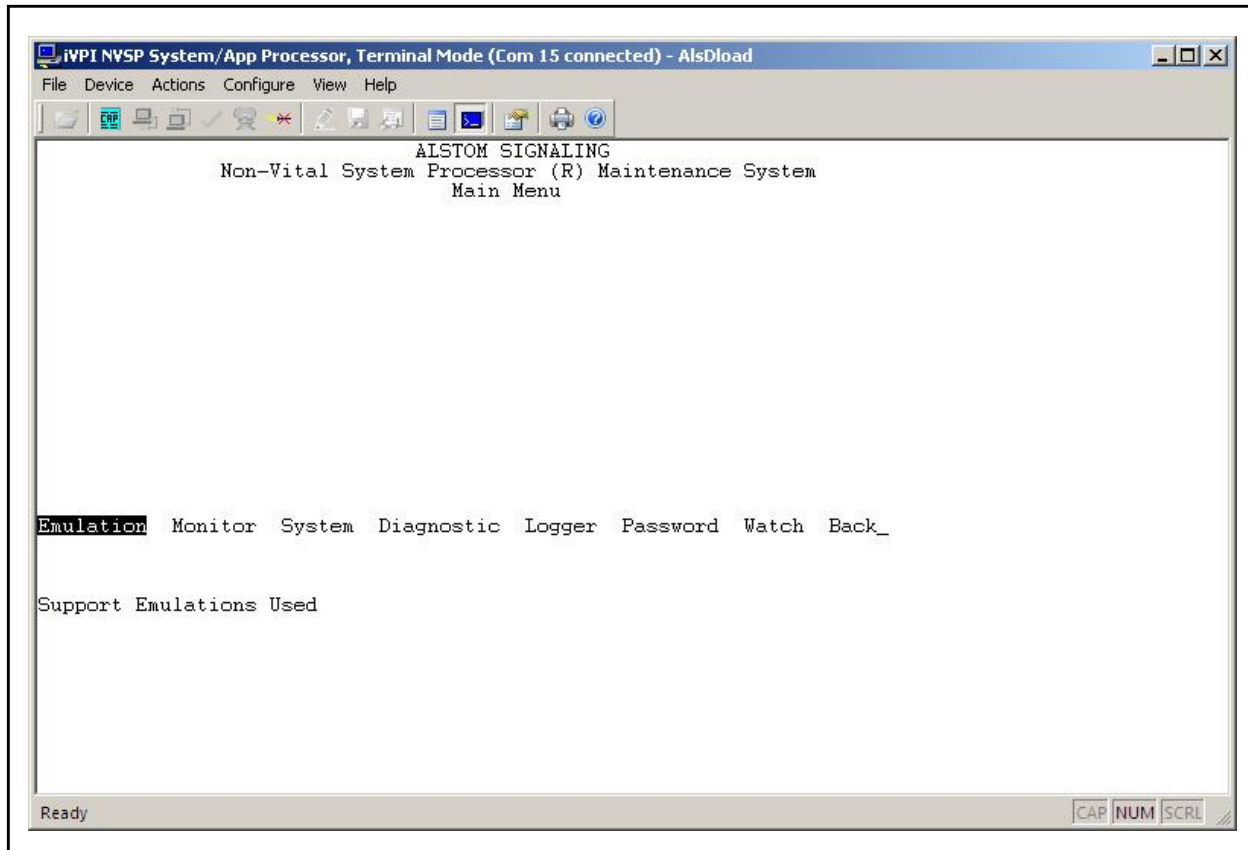 iVPI NVSP System/App Processor, Terminal Mode (Com 15 connected) - AlsDload
File Device Actions Configure View Help
CAP
ALSTOM SIGNALING
Non-Vital System Processor (R) Maintenance System
Main Menu
Emulation Monitor System Diagnostic Logger Password Watch Back_
Support Emulations Used
Ready CAP NUM SCRL